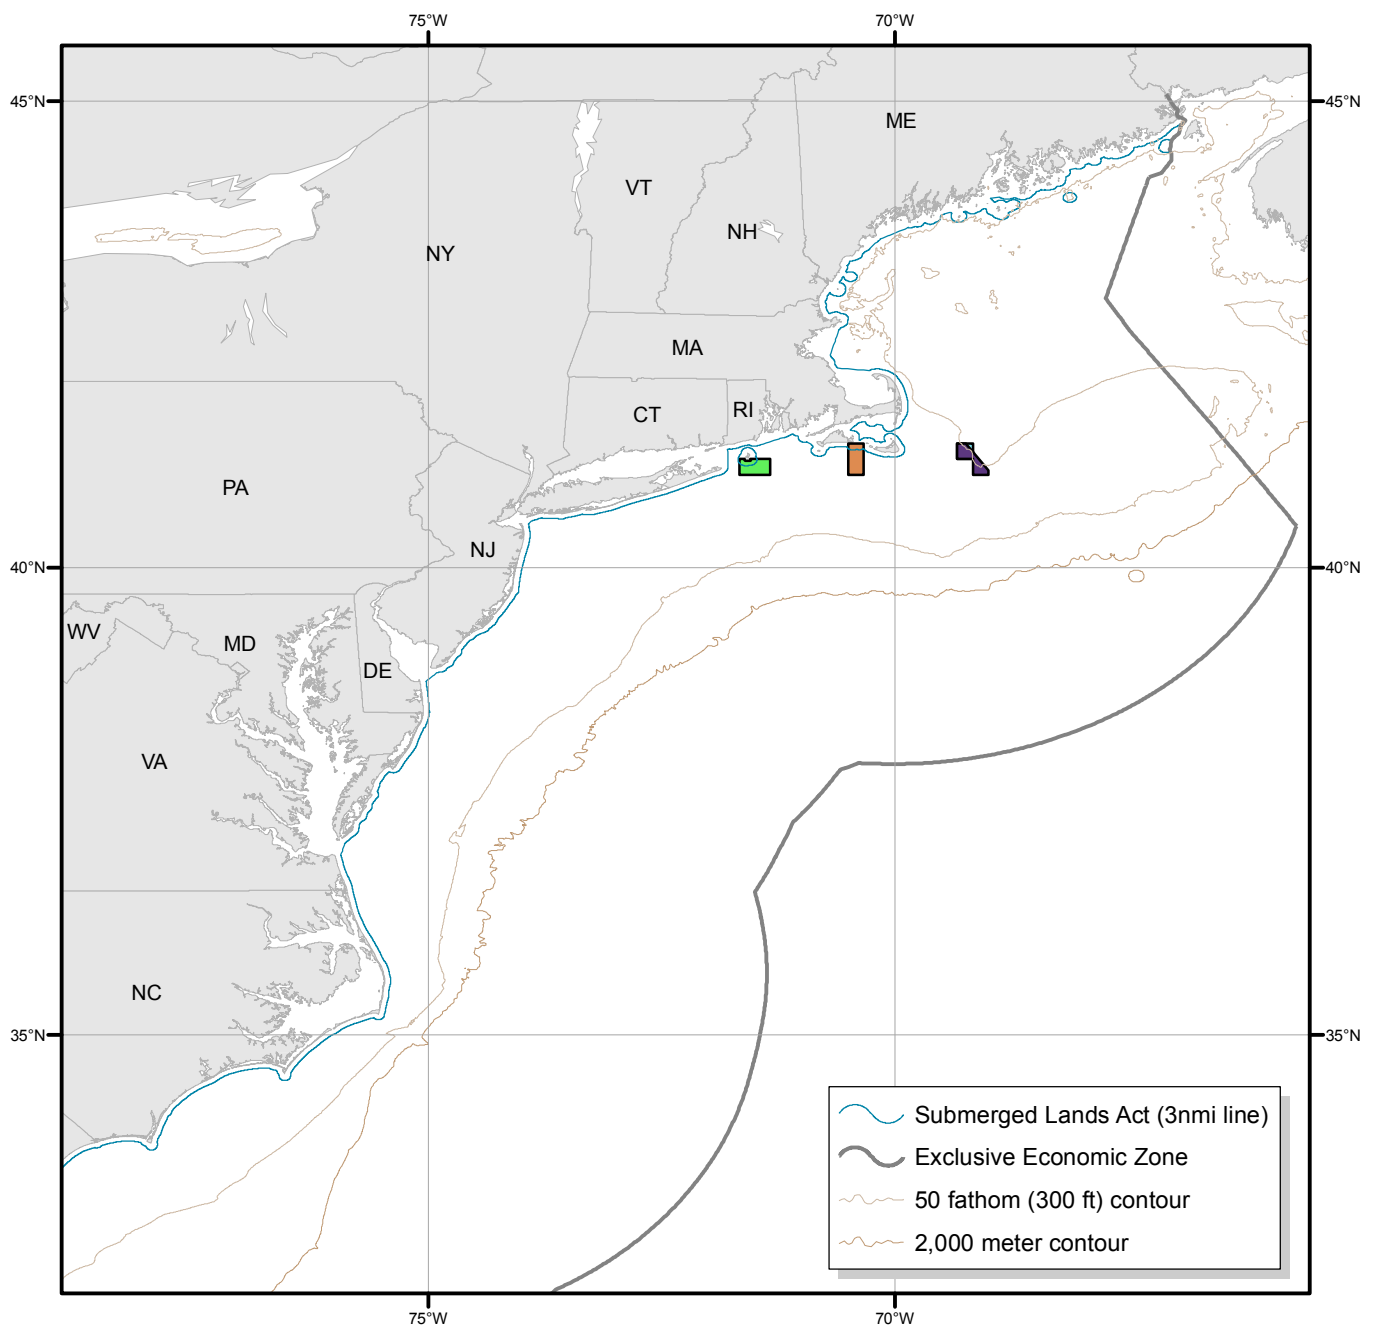 75°W 70°W
45°N 45°N
ME
VT
NH
NY
MA
CT RI
PA
NJ
40°N 40°N
WV
MD
DE
VA
NC
35°N 35°N
Submerged Lands Act (3nmi line)
Exclusive Economic Zone
50 fathom (300 ft) contour
2,000 meter contour
75°W 70°W